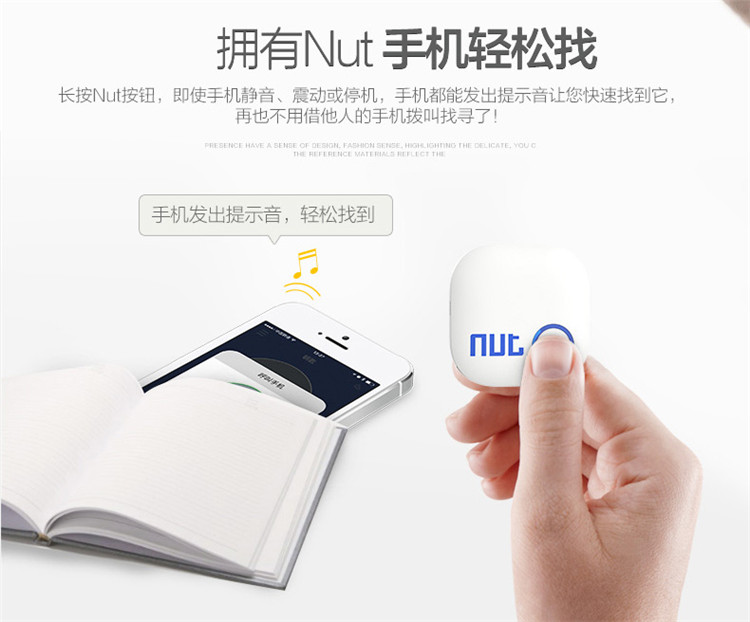 拥有Nut 手机轻松找
长按Nut按钮，即使手机静音、震动或停机，手机都能发出提示音让您快速找到它，
再也不用借他人的手机拨叫找寻了！
PRESENCE HAVE A SENSE OF DESIGN, FASHION SENSE, HIGHLIGHTING THE DELICATE, YOU C
THE REFERENCE MATERIALS REFLECT THE
手机发出提示音，轻松找到
呼叫手机
nut